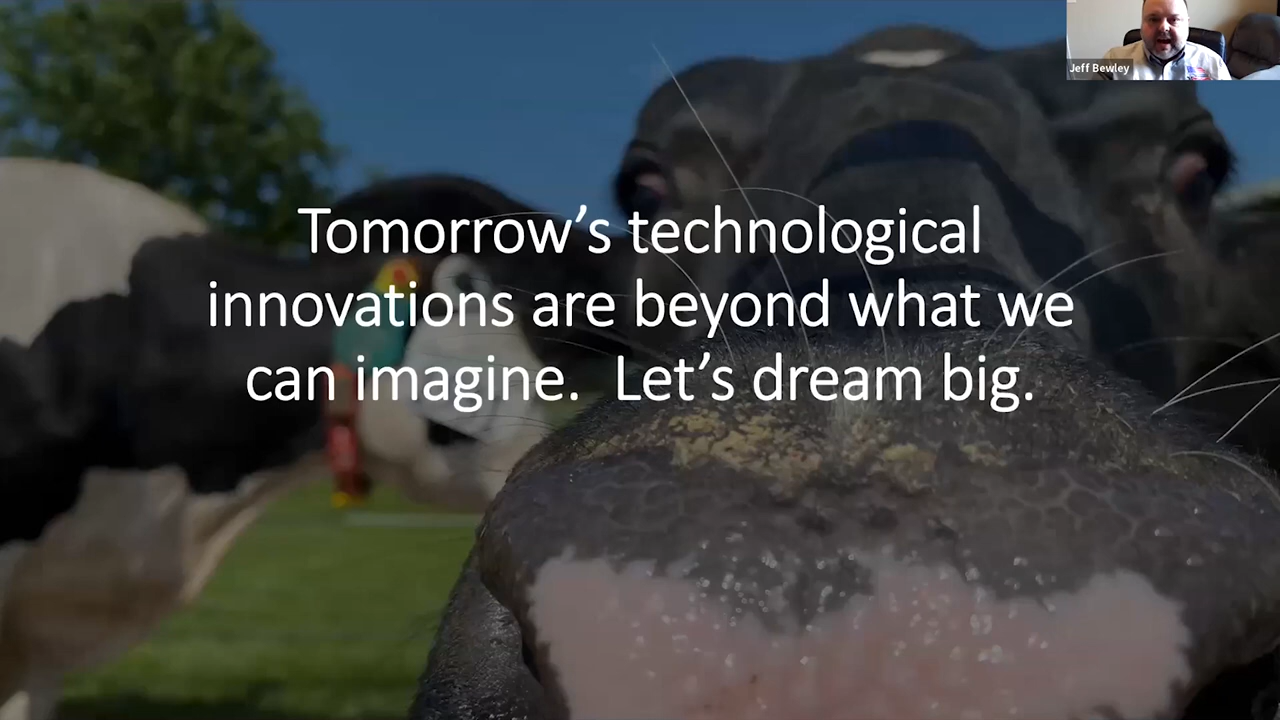 Jeff Bewley
Tomorrow’s technological
innovations are beyond what we
can imagine.  Let’s dream big.